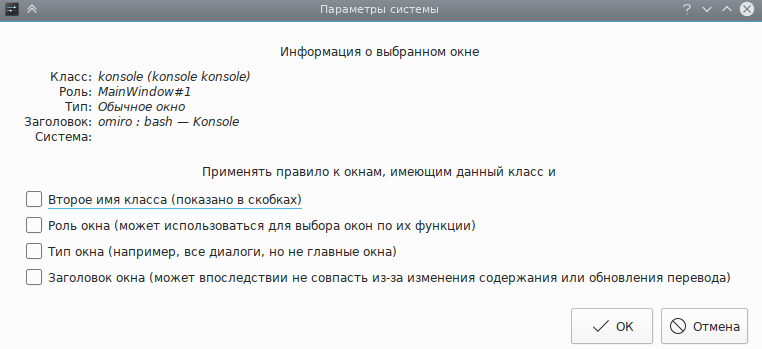 Параметры системы
Информация о выбранном окне
Класс: konsole (konsole konsole)
Роль: MainWindow#1
Тип: Обычное окно
Заголовок: omiro : bash — Konsole
Система:
Применять правило к окнам, имеющим данный класс и
Второе имя класса (показано в скобках)
Роль окна (может использоваться для выбора окон по их функции)
Тип окна (например, все диалоги, но не главные окна)
Заголовок окна (может впоследствии не совпасть из-за изменения содержания или обновления перевода)
ОК Отмена